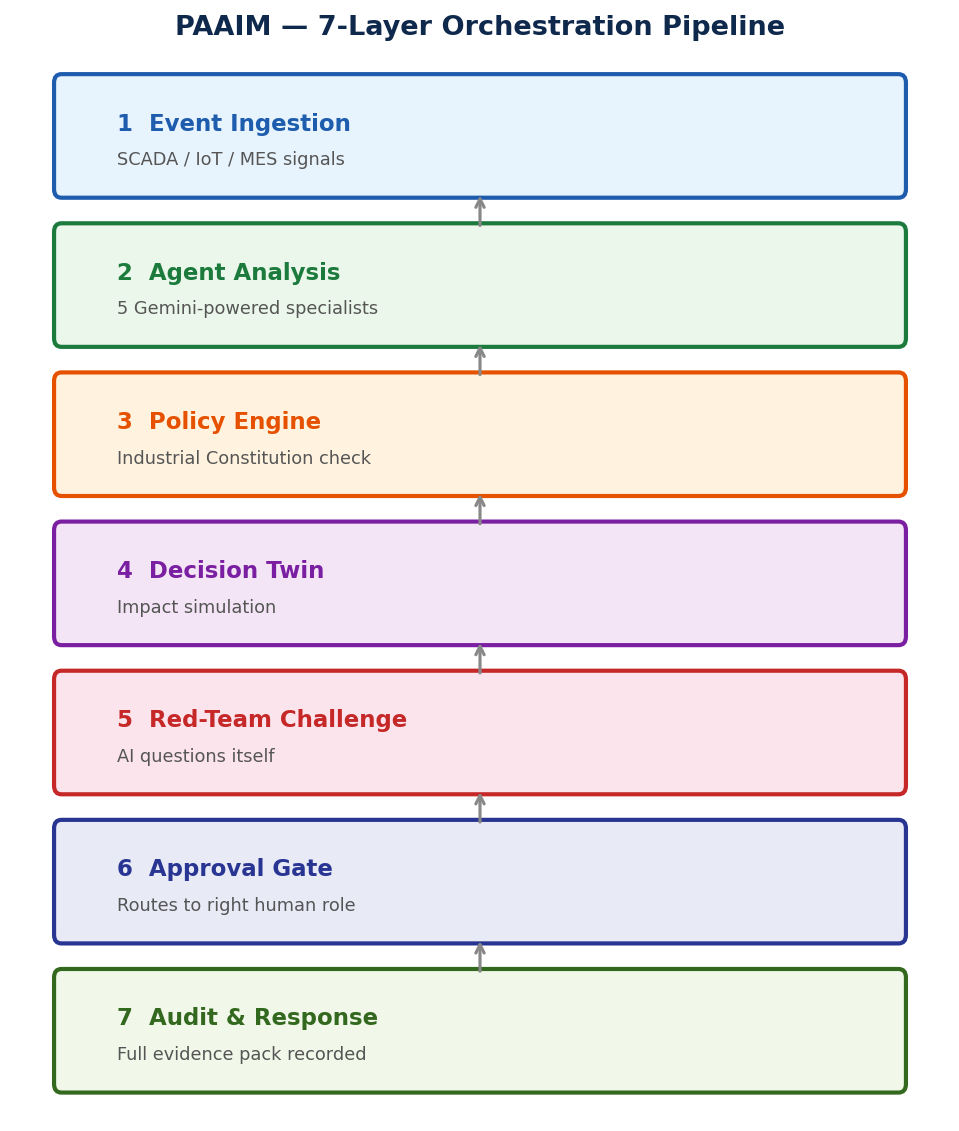 PAAIM — 7-Layer Orchestration Pipeline
1 Event Ingestion
SCADA / IoT / MES signals
2 Agent Analysis
5 Gemini-powered specialists
3 Policy Engine
Industrial Constitution check
4 Decision Twin
Impact simulation
5 Red-Team Challenge
AI questions itself
6 Approval Gate
Routes to right human role
7 Audit & Response
Full evidence pack recorded